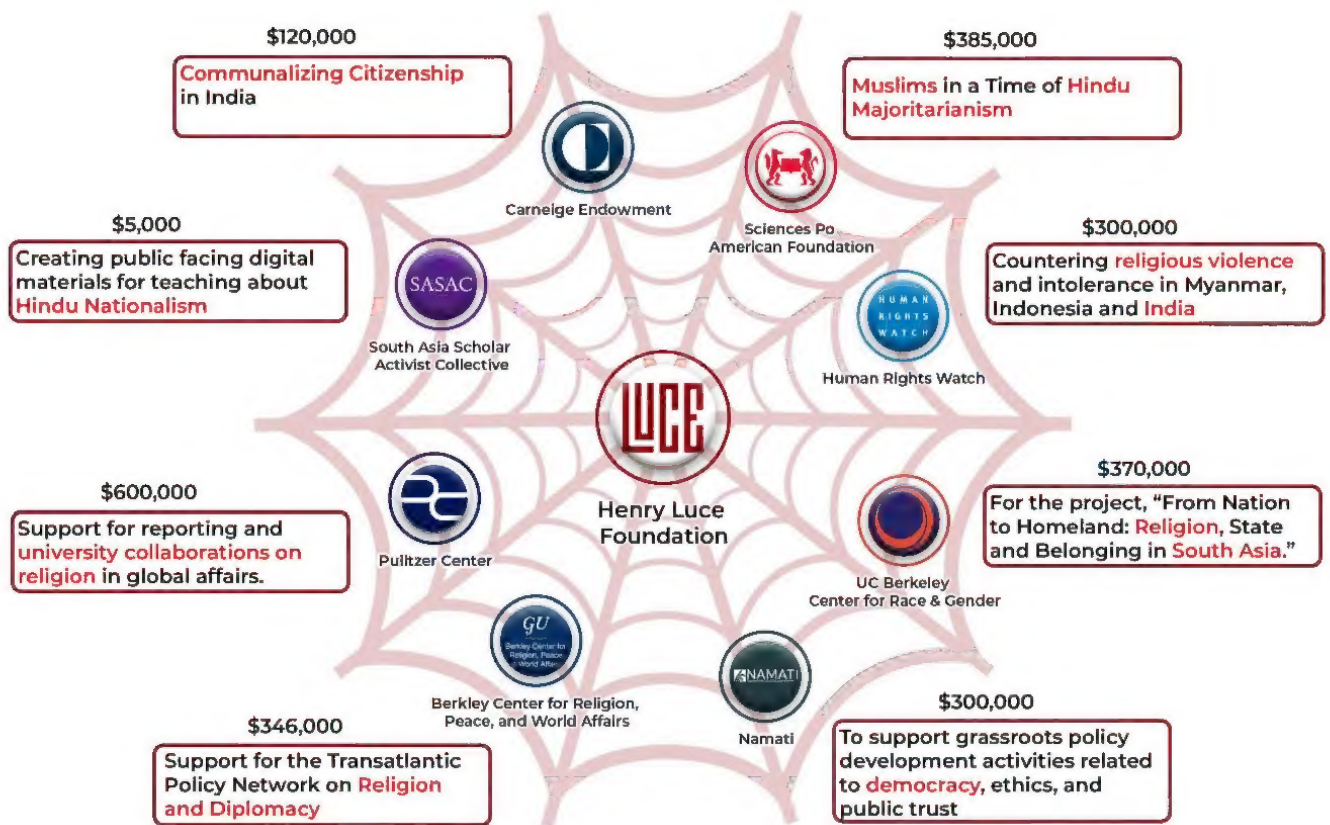 $120,000
Communalizing Citizenship
in India
Carneige Endowment
$385,000
Muslims in a Time of Hindu
Majoritarianism
Sciences Po
American Foundation
$5,000
Creating public facing digital
materials for teaching about
Hindu Nationalism
SASAC
South Asia Scholar
Activist Collective
$300,000
Countering religious violence
and intolerance in Myanmar,
Indonesia and India
HUMAN
RIGHTS
WATCH
Human Rights Watch
LUCE
Henry Luce
Foundation
$600,000
Support for reporting and
university collaborations on
religion in global affairs.
Pulitzer Center
$370,000
For the project, “From Nation
to Homeland: Religion, State
and Belonging in South Asia.”
UC Berkeley
Center for Race & Gender
$346,000
Support for the Transatlantic
Policy Network on Religion
and Diplomacy
GU
Berkley Center for
Religion, Peace
& World Affairs
Berkley Center for Religion,
Peace, and World Affairs
NAMATI
Namati
$300,000
To support grassroots policy
development activities related
to democracy, ethics, and
public trust